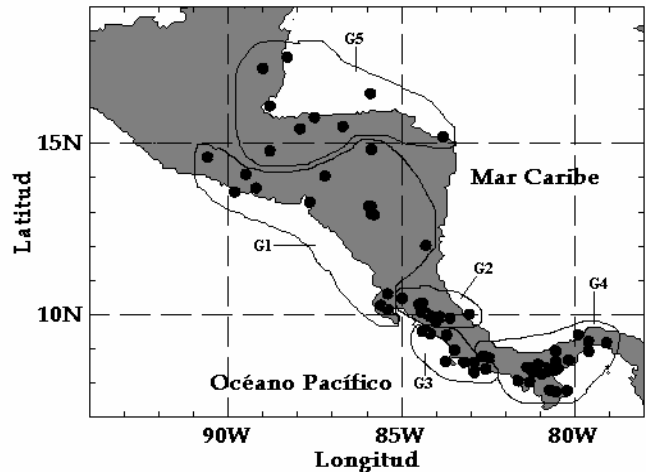 G5
15N
Mar Caribe
Latitud
G1
G2
G4
10N
G3
Océano Pacífico
90W
85W
80W
Longitud